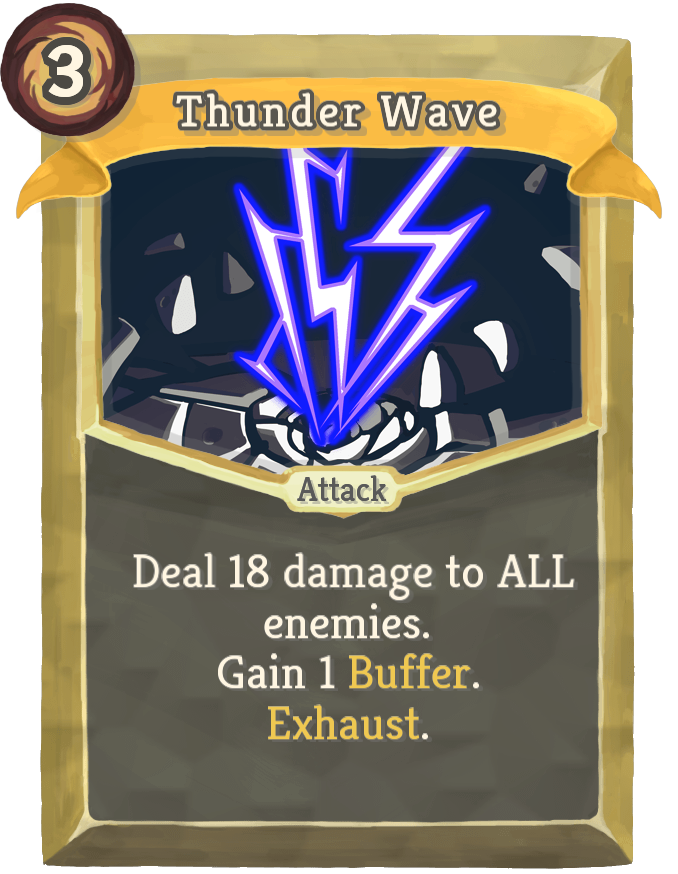 3
Thunder Wave
Attack
Deal 18 damage to ALL
enemies.
Gain 1 Buffer.
Exhaust.